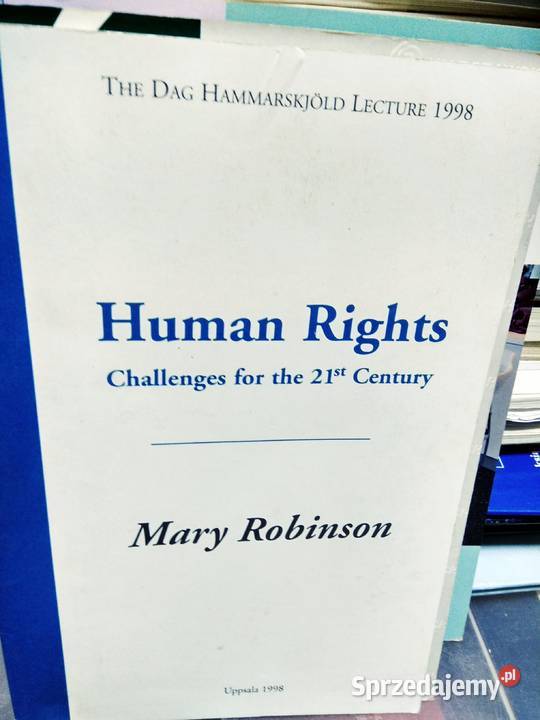 The Dag Hammarskjöld Lecture 1998
Human Rights
Challenges for the 21st Century
Mary Robinson
Uppsala 1998
Sprzedajemy.pl